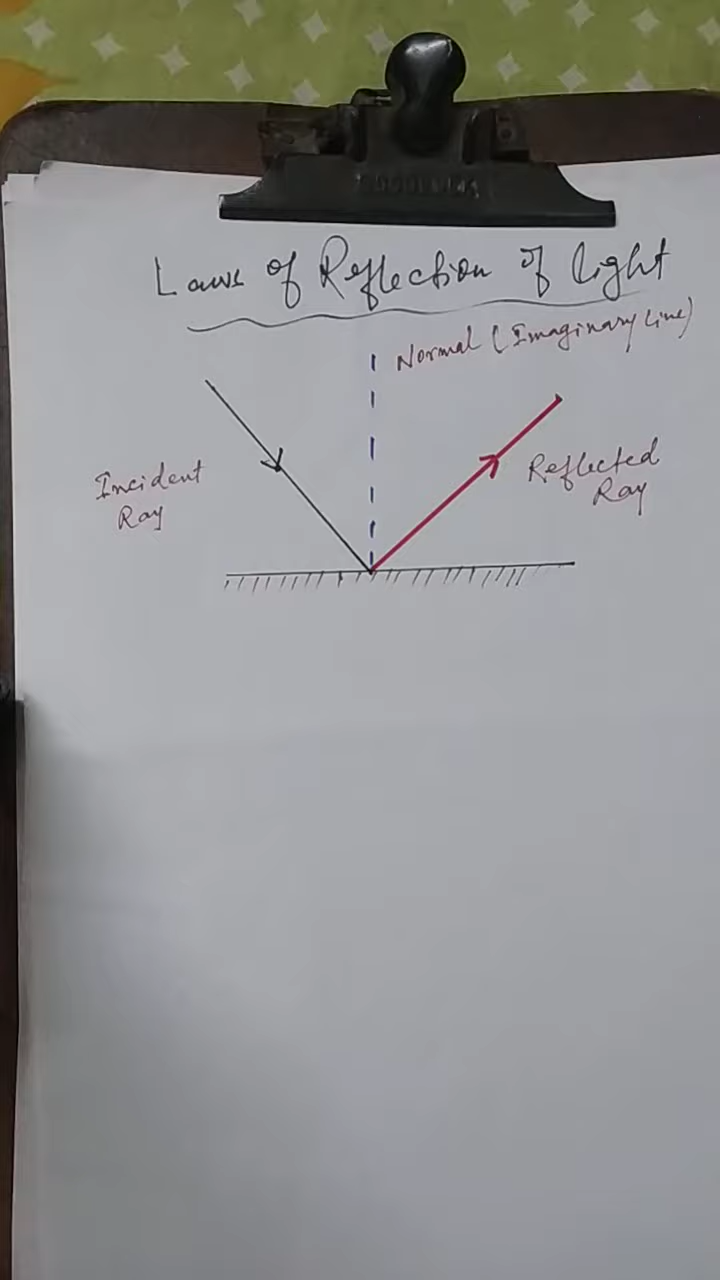 Laws of Reflection of light
Normal (Imaginary Line)
Incident
Ray
Reflected
Ray